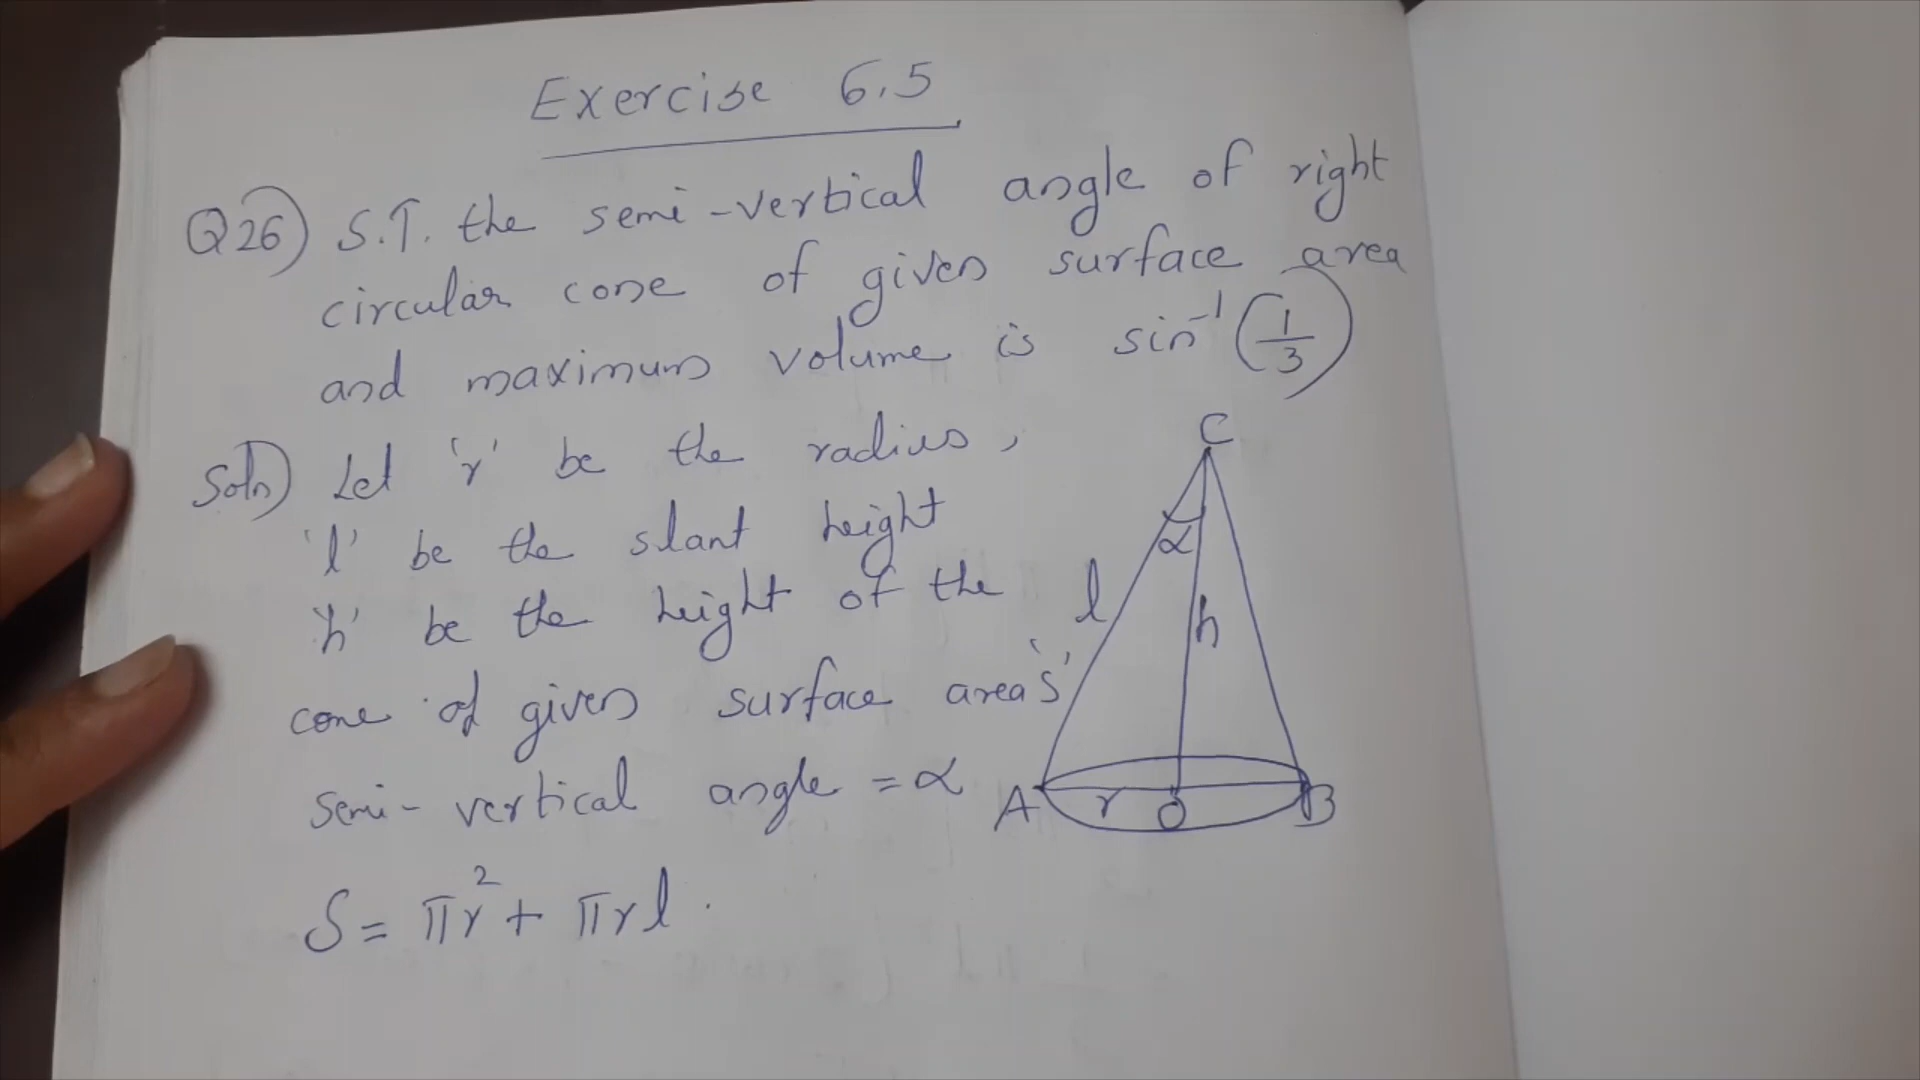 Exercise 6.5
Q26) S.T. the semi-vertical angle of right
circular cone of given surface area
and maximum volume is sin⁻¹(1/3)
Soln) Let 'r' be the radius,
'l' be the slant height
'h' be the height of the
cone of given surface area 'S'
semi-vertical angle = α
S = πr² + πrl.
C
α
l
h
A
r
O
B